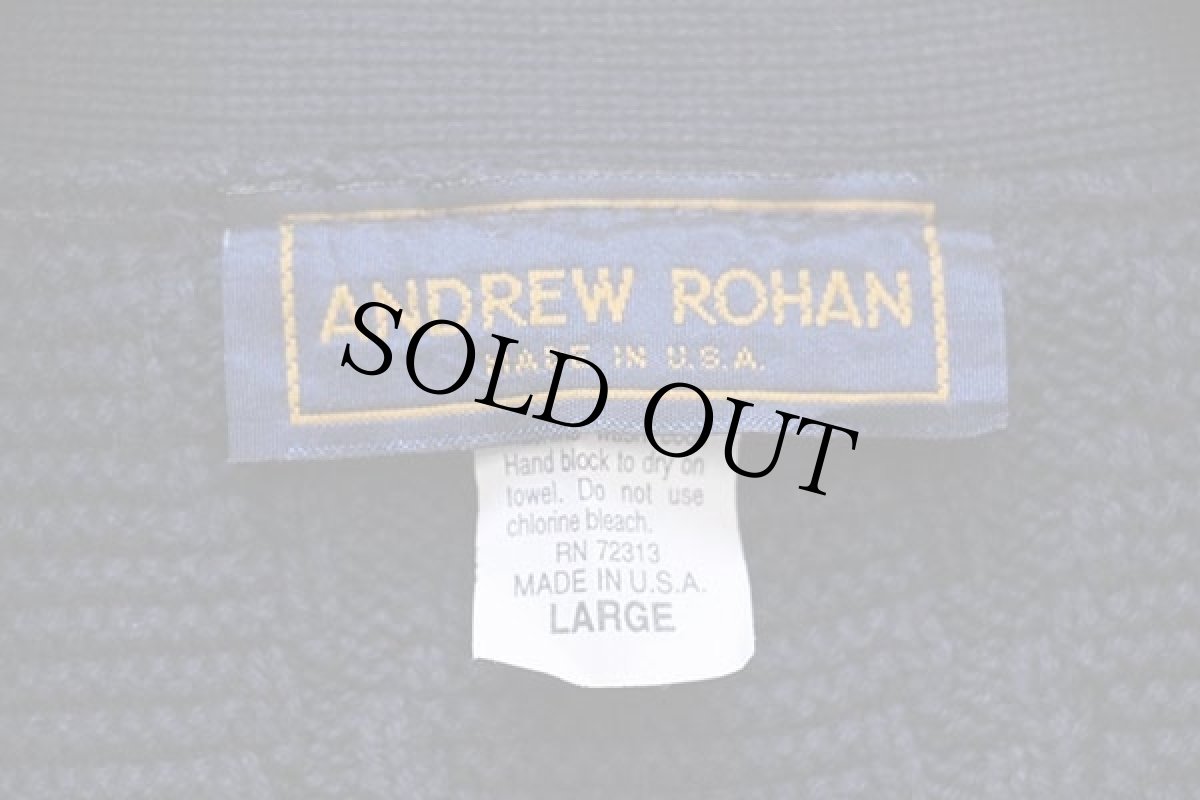 ANDREW ROHAN
MADE IN U.S.A.
SOLD OUT
Hand block to dry on
towel. Do not use
chlorine bleach.
RN 72313
MADE IN U.S.A.
LARGE